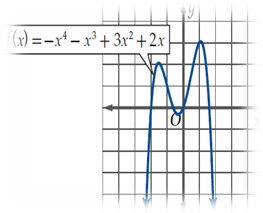 y
f(x) = −x⁴ − x³ + 3x² + 2x
O
x